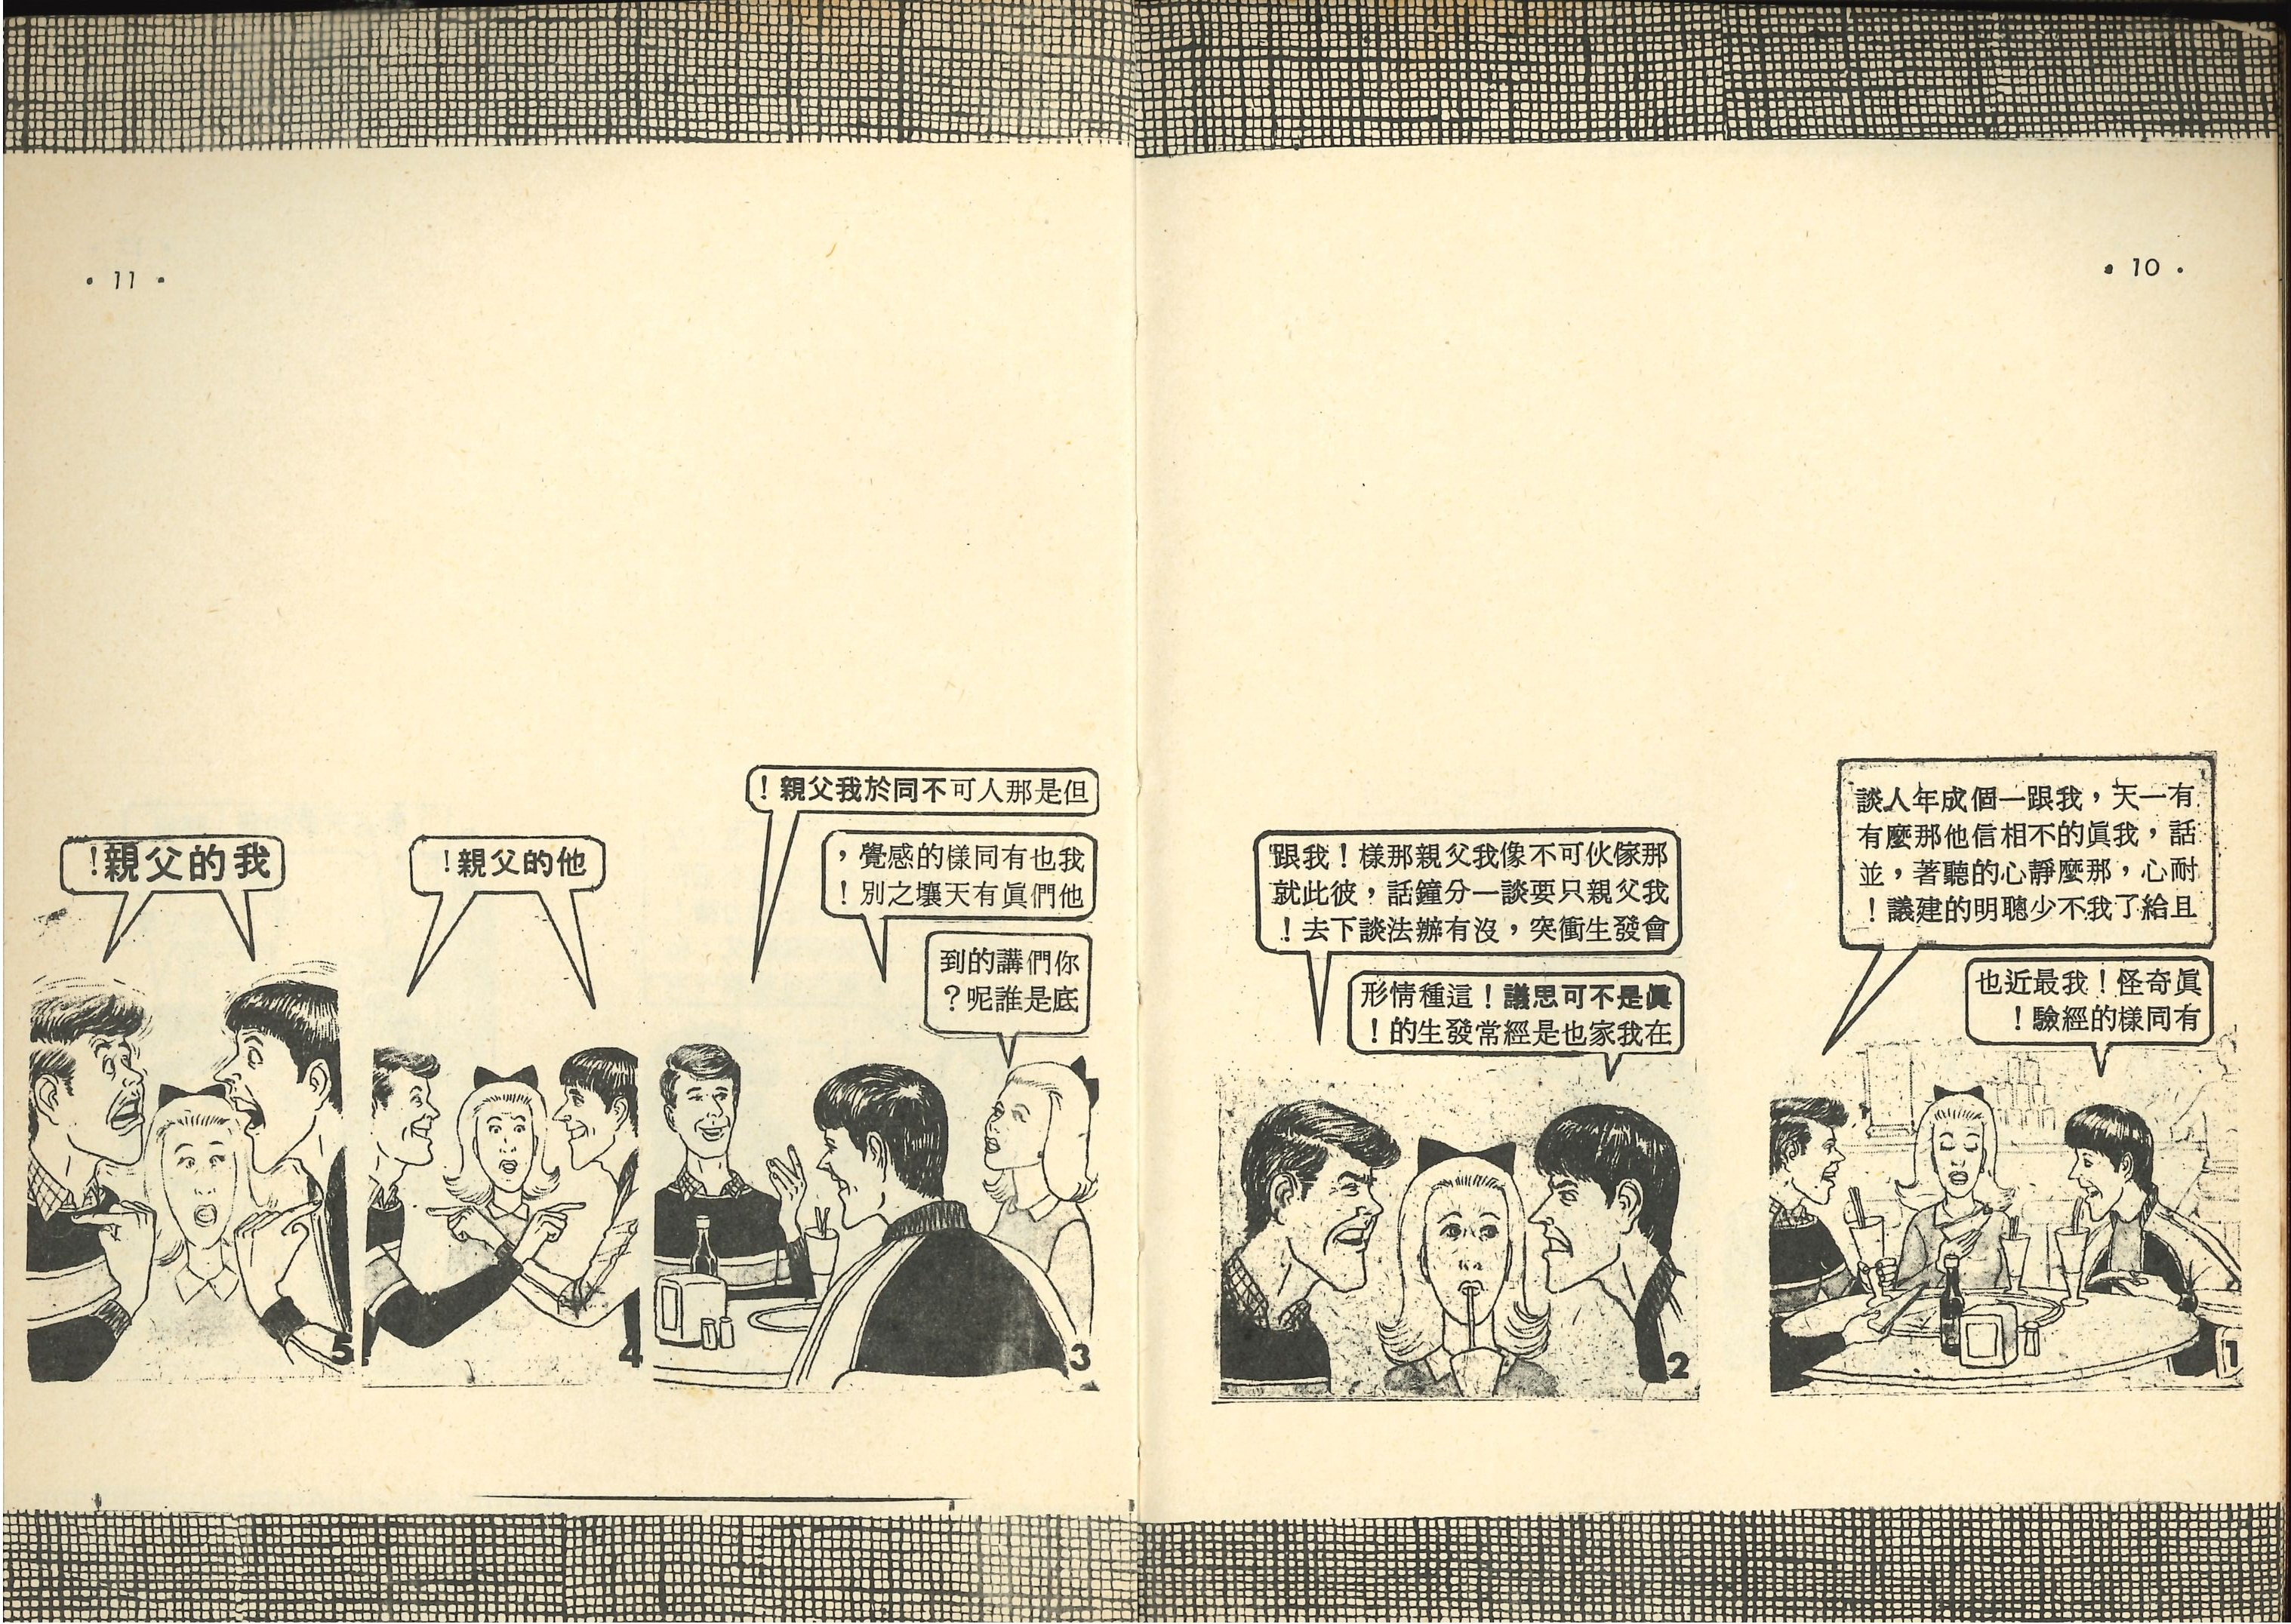 • 10 •
有一天，我跟一個成年人談
話，我眞的不相信他那麼有
耐心，那麼靜心的聽著，並
且給了我不少聰明的建議！
眞奇怪！我最近也
有同樣的經驗！
1
那傢伙可不像我父親那樣！我跟
我父親只要談一分鐘話，彼此就
會發生衝突，沒有辦法談下去！
眞是不可思議！這種情形
在我家也是經常發生的！
2
• 11 •
但是那人可不同於我父親！
我也有同樣的感覺，
他們眞有天壤之別！
你們講的到
底是誰呢？
3
他的父親！
4
我的父親！
5